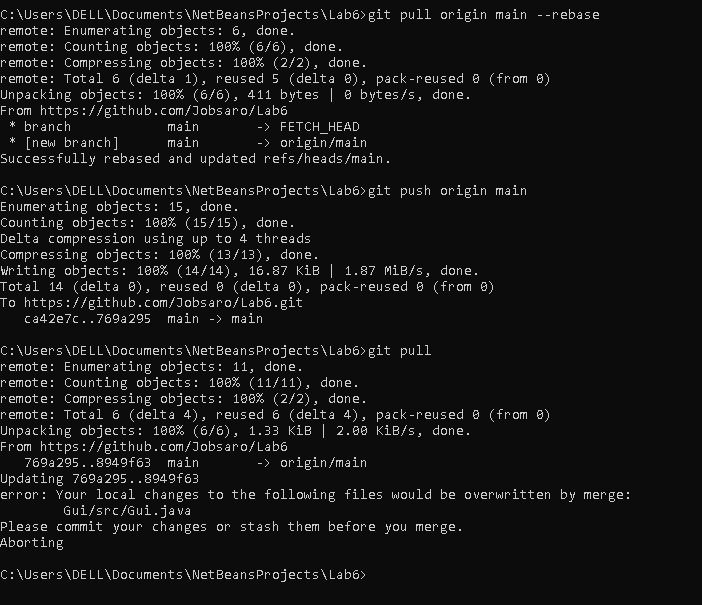 C:\Users\DELL\Documents\NetBeansProjects\Lab6>git pull origin main --rebase
remote: Enumerating objects: 6, done.
remote: Counting objects: 100% (6/6), done.
remote: Compressing objects: 100% (2/2), done.
remote: Total 6 (delta 1), reused 5 (delta 0), pack-reused 0 (from 0)
Unpacking objects: 100% (6/6), 411 bytes | 0 bytes/s, done.
From https://github.com/Jobsaro/Lab6
 * branch            main       -> FETCH_HEAD
 * [new branch]      main       -> origin/main
Successfully rebased and updated refs/heads/main.

C:\Users\DELL\Documents\NetBeansProjects\Lab6>git push origin main
Enumerating objects: 15, done.
Counting objects: 100% (15/15), done.
Delta compression using up to 4 threads
Compressing objects: 100% (13/13), done.
Writing objects: 100% (14/14), 16.87 KiB | 1.87 MiB/s, done.
Total 14 (delta 0), reused 0 (delta 0), pack-reused 0 (from 0)
To https://github.com/Jobsaro/Lab6.git
   ca42e7c..769a295  main -> main

C:\Users\DELL\Documents\NetBeansProjects\Lab6>git pull
remote: Enumerating objects: 11, done.
remote: Counting objects: 100% (11/11), done.
remote: Compressing objects: 100% (2/2), done.
remote: Total 6 (delta 4), reused 6 (delta 4), pack-reused 0 (from 0)
Unpacking objects: 100% (6/6), 1.33 KiB | 2.00 KiB/s, done.
From https://github.com/Jobsaro/Lab6
   769a295..8949f63  main       -> origin/main
Updating 769a295..8949f63
error: Your local changes to the following files would be overwritten by merge:
        Gui/src/Gui.java
Please commit your changes or stash them before you merge.
Aborting

C:\Users\DELL\Documents\NetBeansProjects\Lab6>